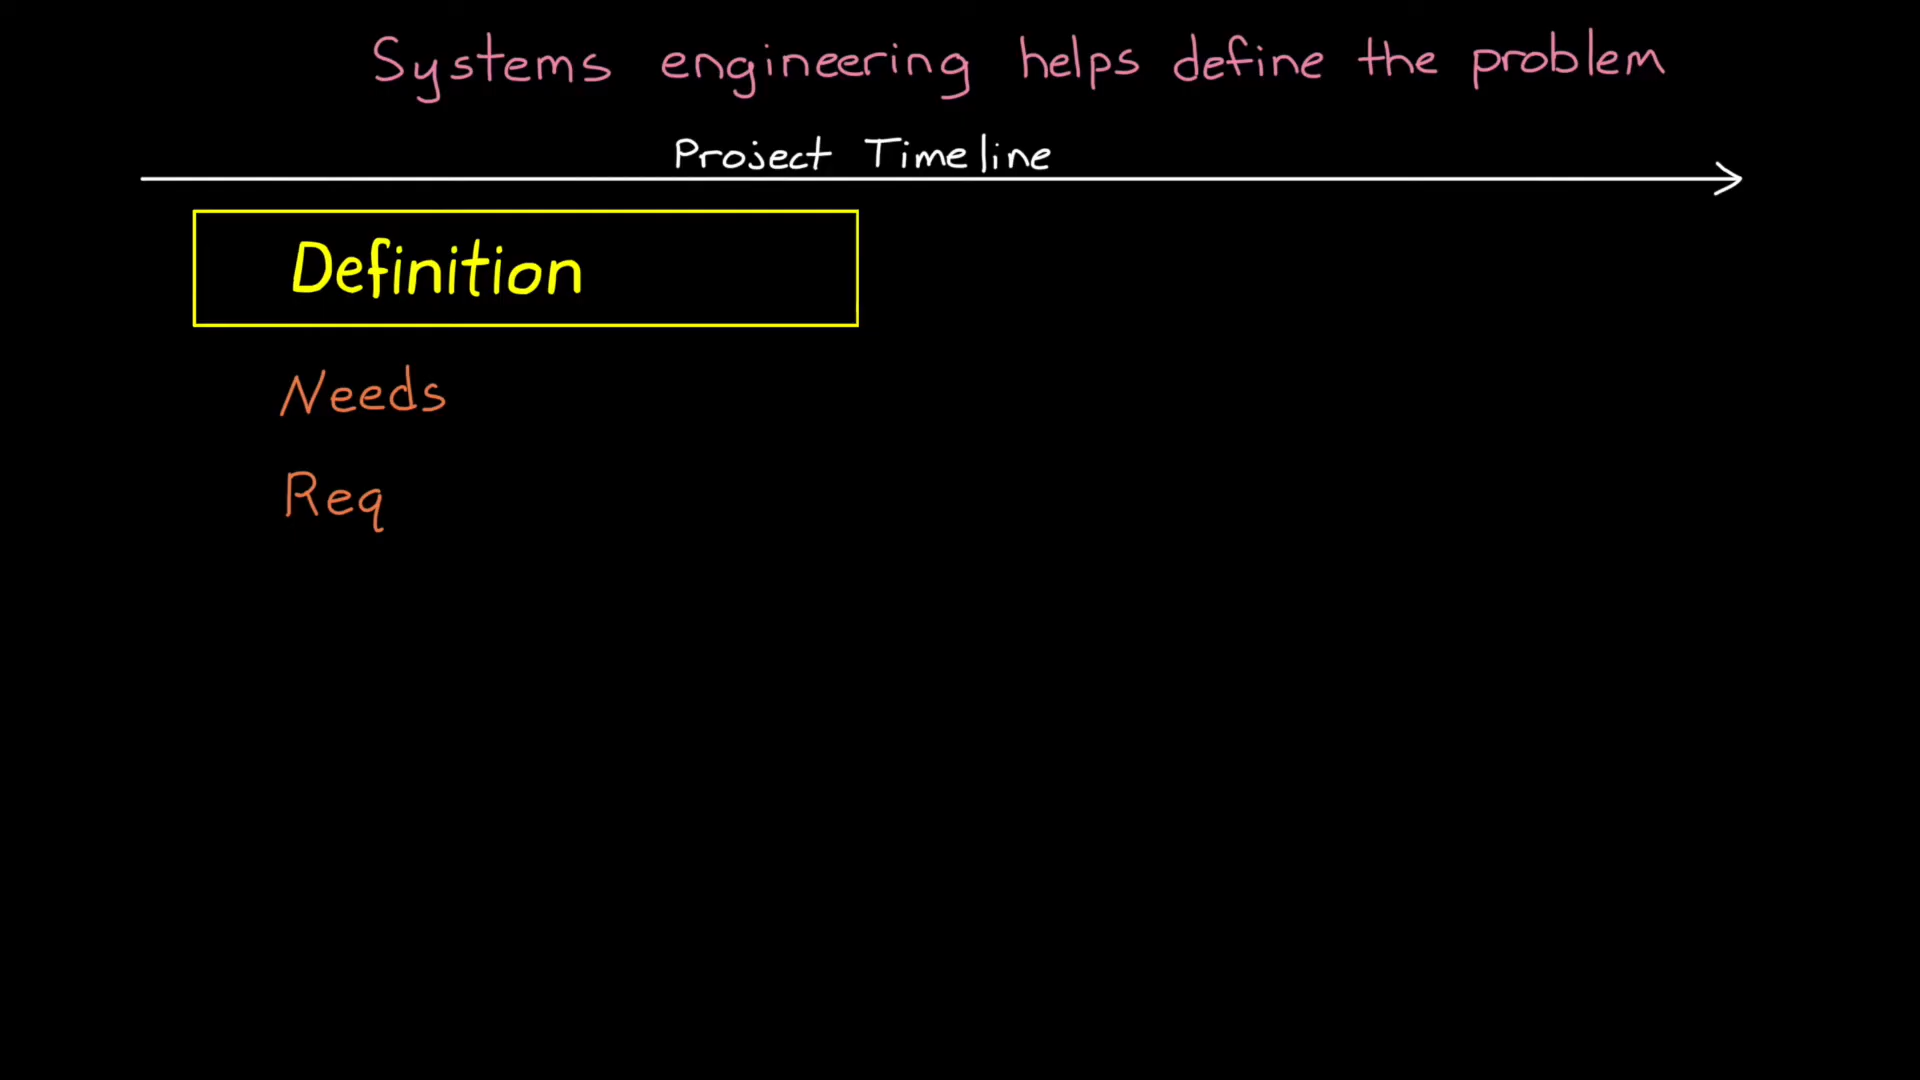 Systems engineering helps define the problem
Project Timeline
Definition
Needs
Req